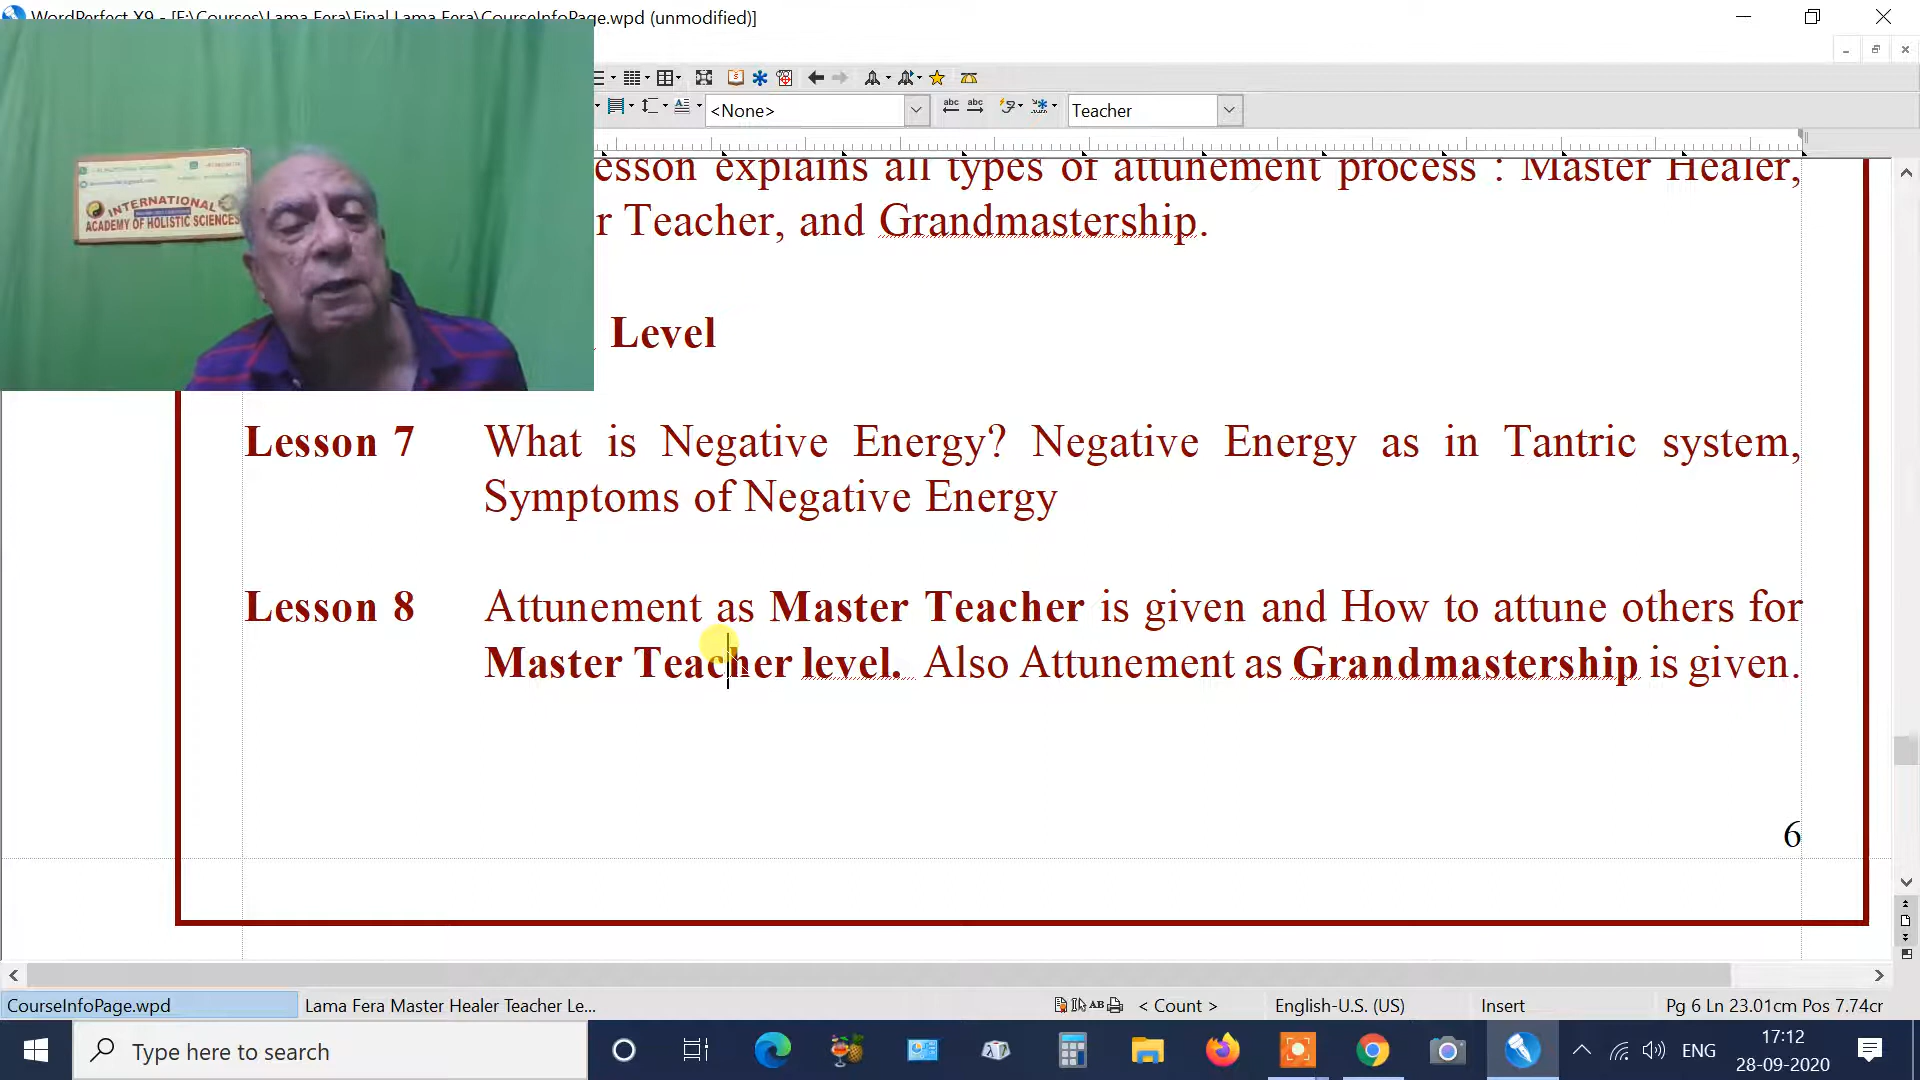 WordPerfect X9 - [F:\Courses\Lama Fera\Final Lama Fera\CourseInfoPage.wpd (unmodified)]
<None>
Teacher
INTERNATIONAL
ACADEMY OF HOLISTIC SCIENCES
esson explains all types of attunement process : Master Healer,
r Teacher, and Grandmastership.
Level
Lesson 7 What is Negative Energy? Negative Energy as in Tantric system,
Symptoms of Negative Energy
Lesson 8 Attunement as Master Teacher is given and How to attune others for
Master Teacher level. Also Attunement as Grandmastership is given.
6
CourseInfoPage.wpd
Lama Fera Master Healer Teacher Le...
AB
< Count >
English-U.S. (US)
Insert
Pg 6 Ln 23.01cm Pos 7.74cr
Type here to search
ENG
17:12
28-09-2020